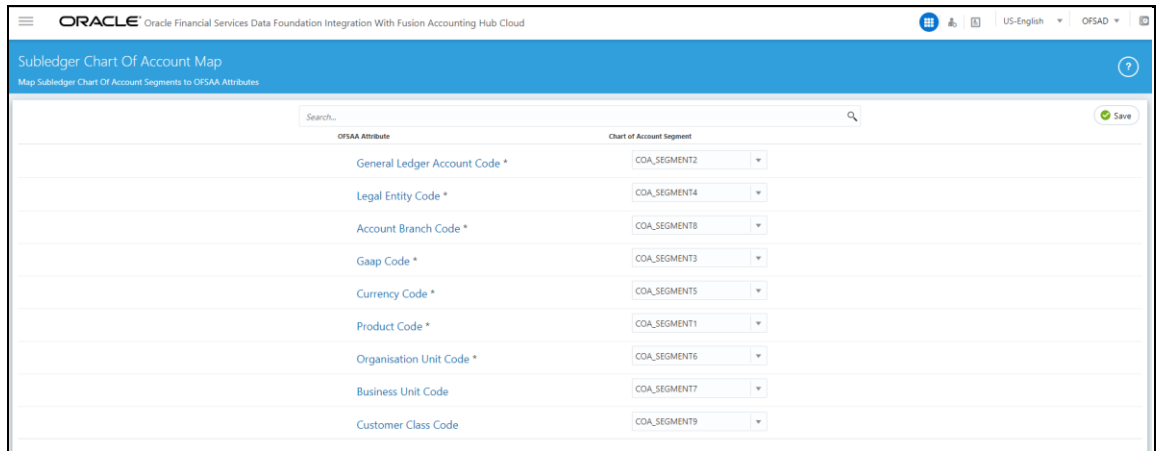 ORACLE® Oracle Financial Services Data Foundation Integration With Fusion Accounting Hub Cloud US-English OFSAD
Subledger Chart Of Account Map
Map Subledger Chart Of Account Segments to OFSAA Attributes
?
Search...
Save
OFSAA Attribute Chart of Account Segment
General Ledger Account Code * COA_SEGMENT2
Legal Entity Code * COA_SEGMENT4
Account Branch Code * COA_SEGMENT8
Gaap Code * COA_SEGMENT3
Currency Code * COA_SEGMENT5
Product Code * COA_SEGMENT1
Organisation Unit Code * COA_SEGMENT6
Business Unit Code COA_SEGMENT7
Customer Class Code COA_SEGMENT9